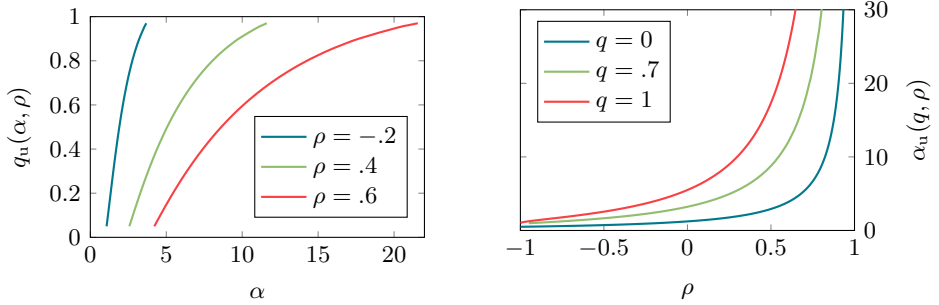 1
0.8
0.6
0.4
0.2
0
q_u(α, ρ)
ρ = −.2
ρ = .4
ρ = .6
0 5 10 15 20
α
q = 0
q = .7
q = 1
30
20
10
0
α_u(q, ρ)
−1 −0.5 0 0.5 1
ρ